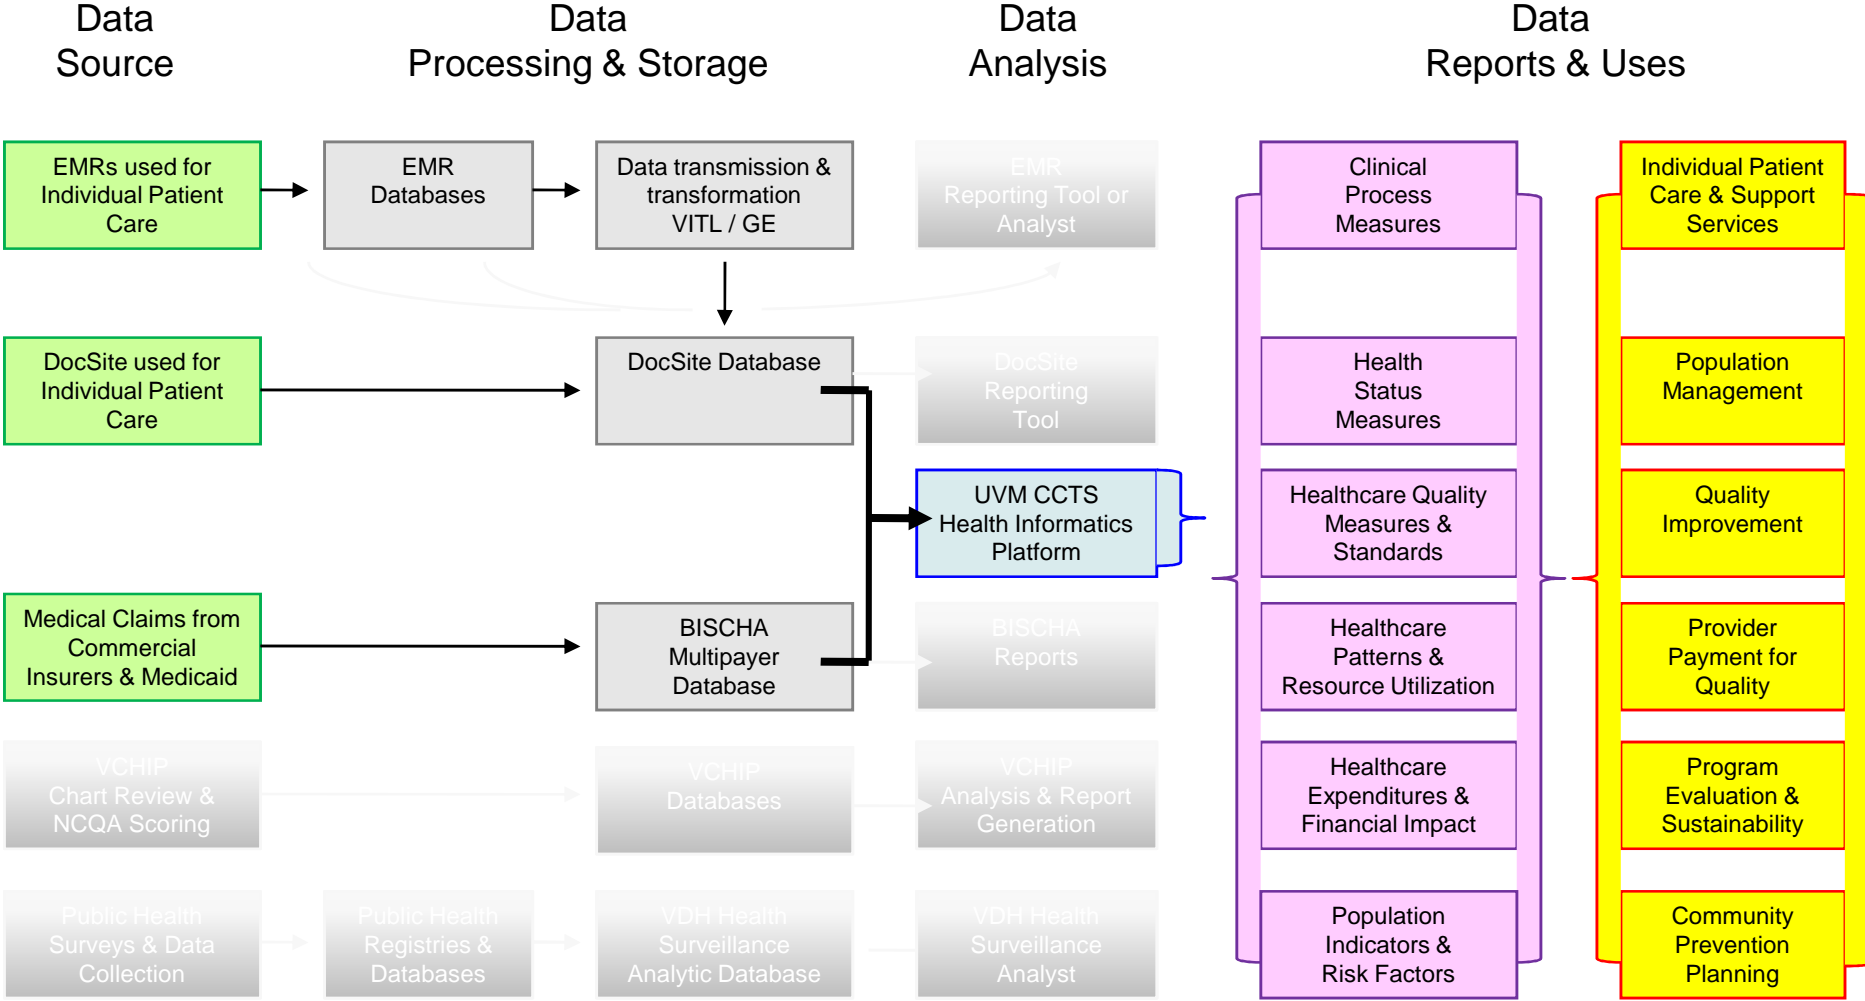 Data
Source
Data
Processing & Storage
Data
Analysis
Data
Reports & Uses
EMRs used for
Individual Patient
Care
EMR
Databases
Data transmission &
transformation
VITL / GE
EMR
Reporting Tool or
Analyst
Clinical
Process
Measures
Individual Patient
Care & Support
Services
DocSite used for
Individual Patient
Care
DocSite Database
DocSite
Reporting
Tool
Health
Status
Measures
Population
Management
UVM CCTS
Health Informatics
Platform
Healthcare Quality
Measures &
Standards
Quality
Improvement
Medical Claims from
Commercial
Insurers & Medicaid
BISCHA
Multipayer
Database
BISCHA
Reports
Healthcare
Patterns &
Resource Utilization
Provider
Payment for
Quality
VCHIP
Chart Review &
NCQA Scoring
VCHIP
Databases
VCHIP
Analysis & Report
Generation
Healthcare
Expenditures &
Financial Impact
Program
Evaluation &
Sustainability
Public Health
Surveys & Data
Collection
Public Health
Registries &
Databases
VDH Health
Surveillance
Analytic Database
VDH Health
Surveillance
Analyst
Population
Indicators &
Risk Factors
Community
Prevention
Planning